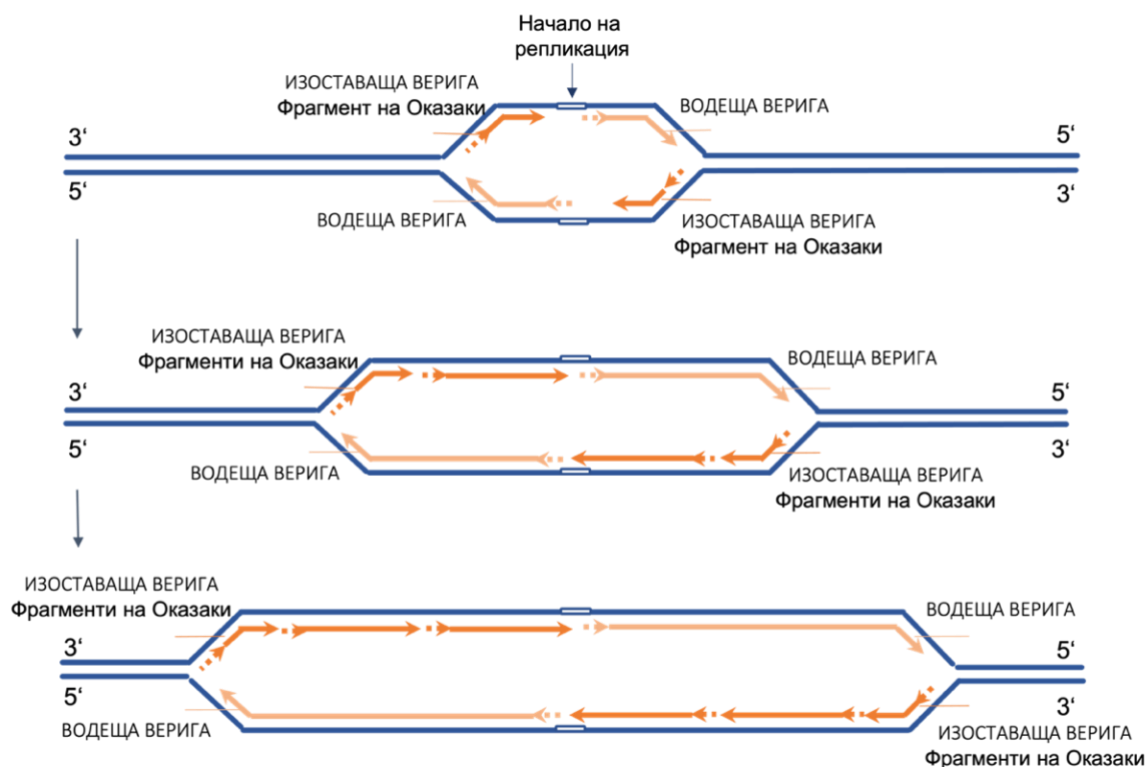 Начало на
репликация
ИЗОСТАВАЩА ВЕРИГА
Фрагмент на Оказаки
ВОДЕЩА ВЕРИГА
3‘
5‘
5‘
3‘
ВОДЕЩА ВЕРИГА
ИЗОСТАВАЩА ВЕРИГА
Фрагмент на Оказаки
ИЗОСТАВАЩА ВЕРИГА
Фрагменти на Оказаки
ВОДЕЩА ВЕРИГА
3‘
5‘
5‘
3‘
ВОДЕЩА ВЕРИГА
ИЗОСТАВАЩА ВЕРИГА
Фрагменти на Оказаки
ИЗОСТАВАЩА ВЕРИГА
Фрагменти на Оказаки
ВОДЕЩА ВЕРИГА
3‘
5‘
5‘
3‘
ВОДЕЩА ВЕРИГА
ИЗОСТАВАЩА ВЕРИГА
Фрагменти на Оказаки